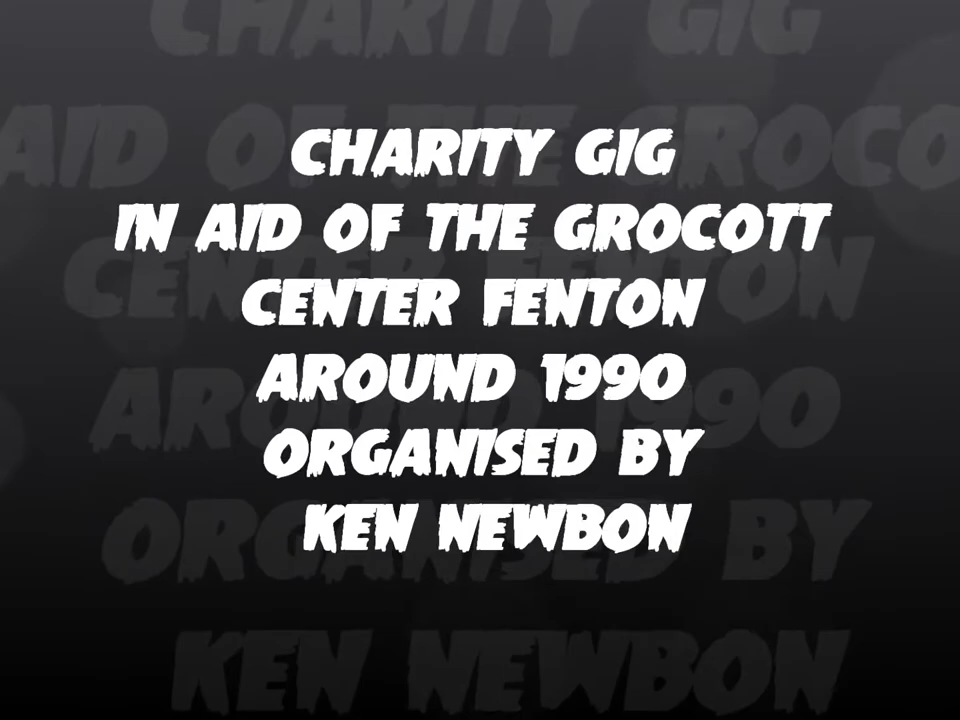 CHARITY GIG
IN AID OF THE GROCOTT
CENTER FENTON
AROUND 1990
ORGANISED BY
KEN NEWBON